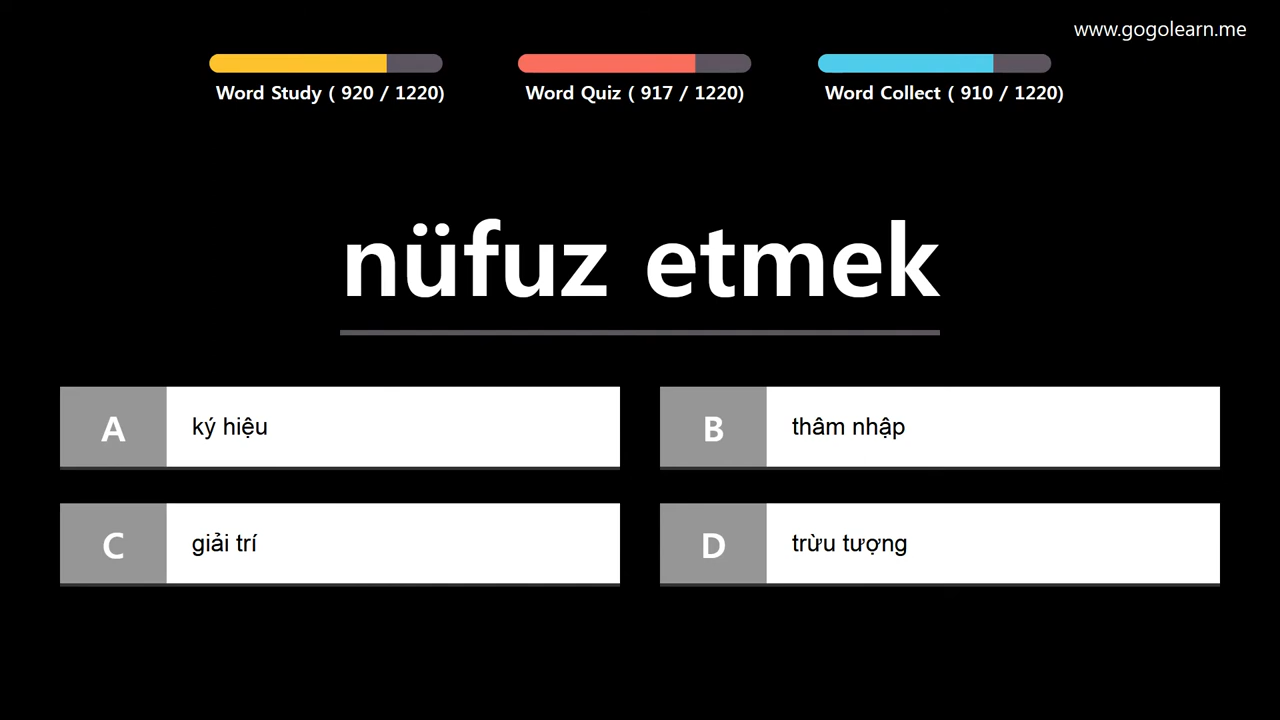 www.gogolearn.me
Word Study ( 920 / 1220)
Word Quiz ( 917 / 1220)
Word Collect ( 910 / 1220)
nüfuz etmek
A
ký hiệu
B
thâm nhập
C
giải trí
D
trừu tượng